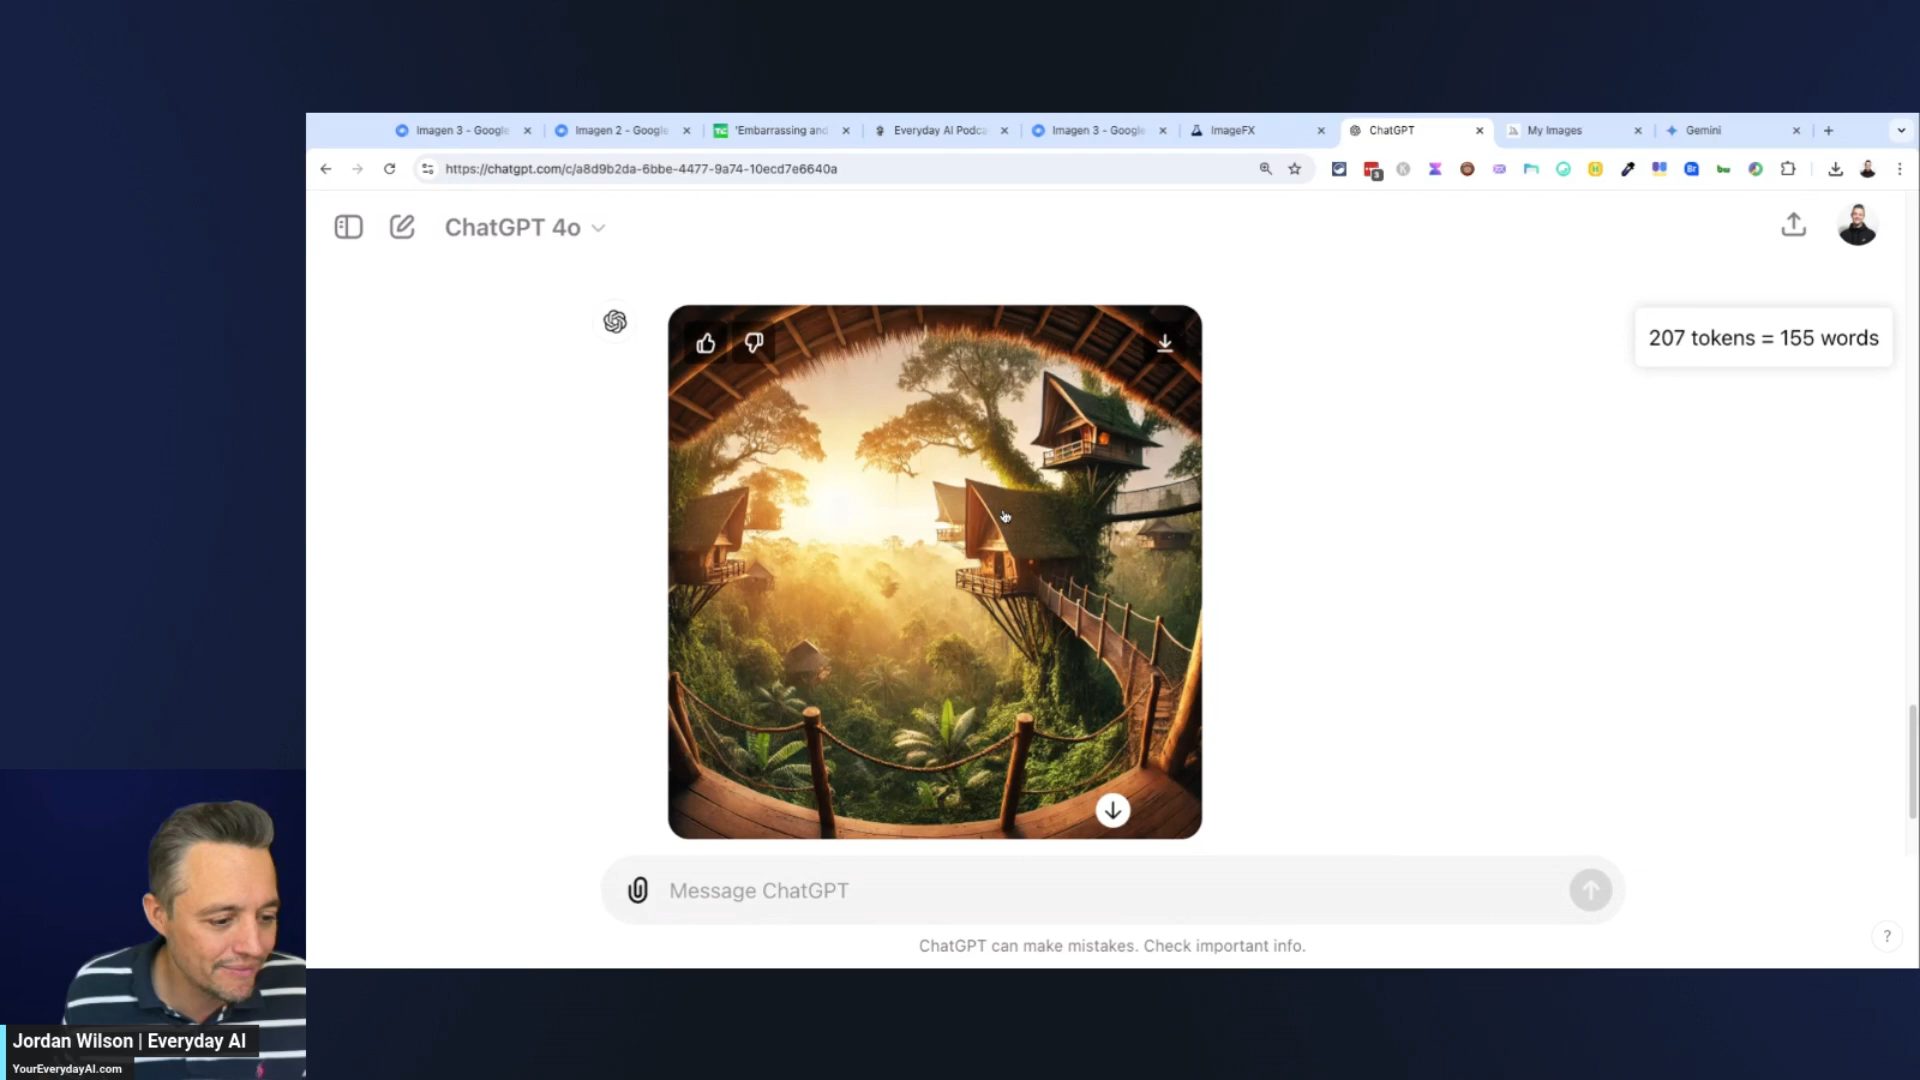 Imagen 3 - Google
Imagen 2 - Google
'Embarrassing and
Everyday AI Podca
Imagen 3 - Google
ImageFX
ChatGPT
My Images
Gemini
https://chatgpt.com/c/a8d9b2da-6bbe-4477-9a74-10ecd7e6640a
ChatGPT 4o
207 tokens = 155 words
Message ChatGPT
ChatGPT can make mistakes. Check important info.
?
Jordan Wilson | Everyday AI
YourEverydayAI.com